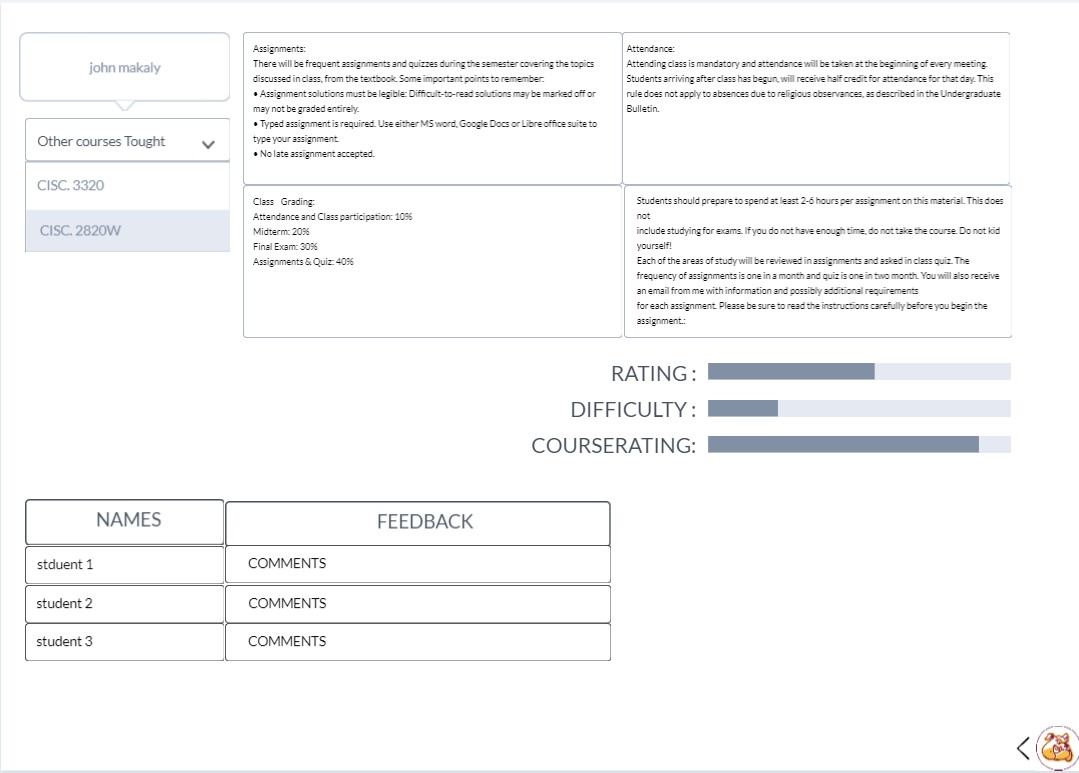 john makaly
Other courses Tought
CISC. 3320
CISC. 2820W
Assignments:
There will be frequent assignments and quizzes during the semester covering the topics
discussed in class, from the textbook. Some important points to remember:
• Assignment solutions must be legible: Difficult-to-read solutions may be marked off or
may not be graded entirely.
• Typed assignment is required. Use either MS word, Google Docs or Libre office suite to
type your assignment.
• No late assignment accepted.
Attendance:
Attending class is mandatory and attendance will be taken at the beginning of every meeting.
Students arriving after class has begun, will receive half credit for attendance for that day. This
rule does not apply to absences due to religious observances, as described in the Undergraduate
Bulletin.
Class Grading:
Attendance and Class participation: 10%
Midterm: 20%
Final Exam: 30%
Assignments & Quiz: 40%
Students should prepare to spend at least 2-6 hours per assignment on this material. This does
not
include studying for exams. If you do not have enough time, do not take the course. Do not kid
yourself!
Each of the areas of study will be reviewed in assignments and asked in class quiz. The
frequency of assignments is one in a month and quiz is one in two month. You will also receive
an email from me with information and possibly additional requirements
for each assignment. Please be sure to read the instructions carefully before you begin the
assignment.:
RATING :
DIFFICULTY :
COURSERATING:
NAMES
FEEDBACK
stduent 1
COMMENTS
student 2
COMMENTS
student 3
COMMENTS